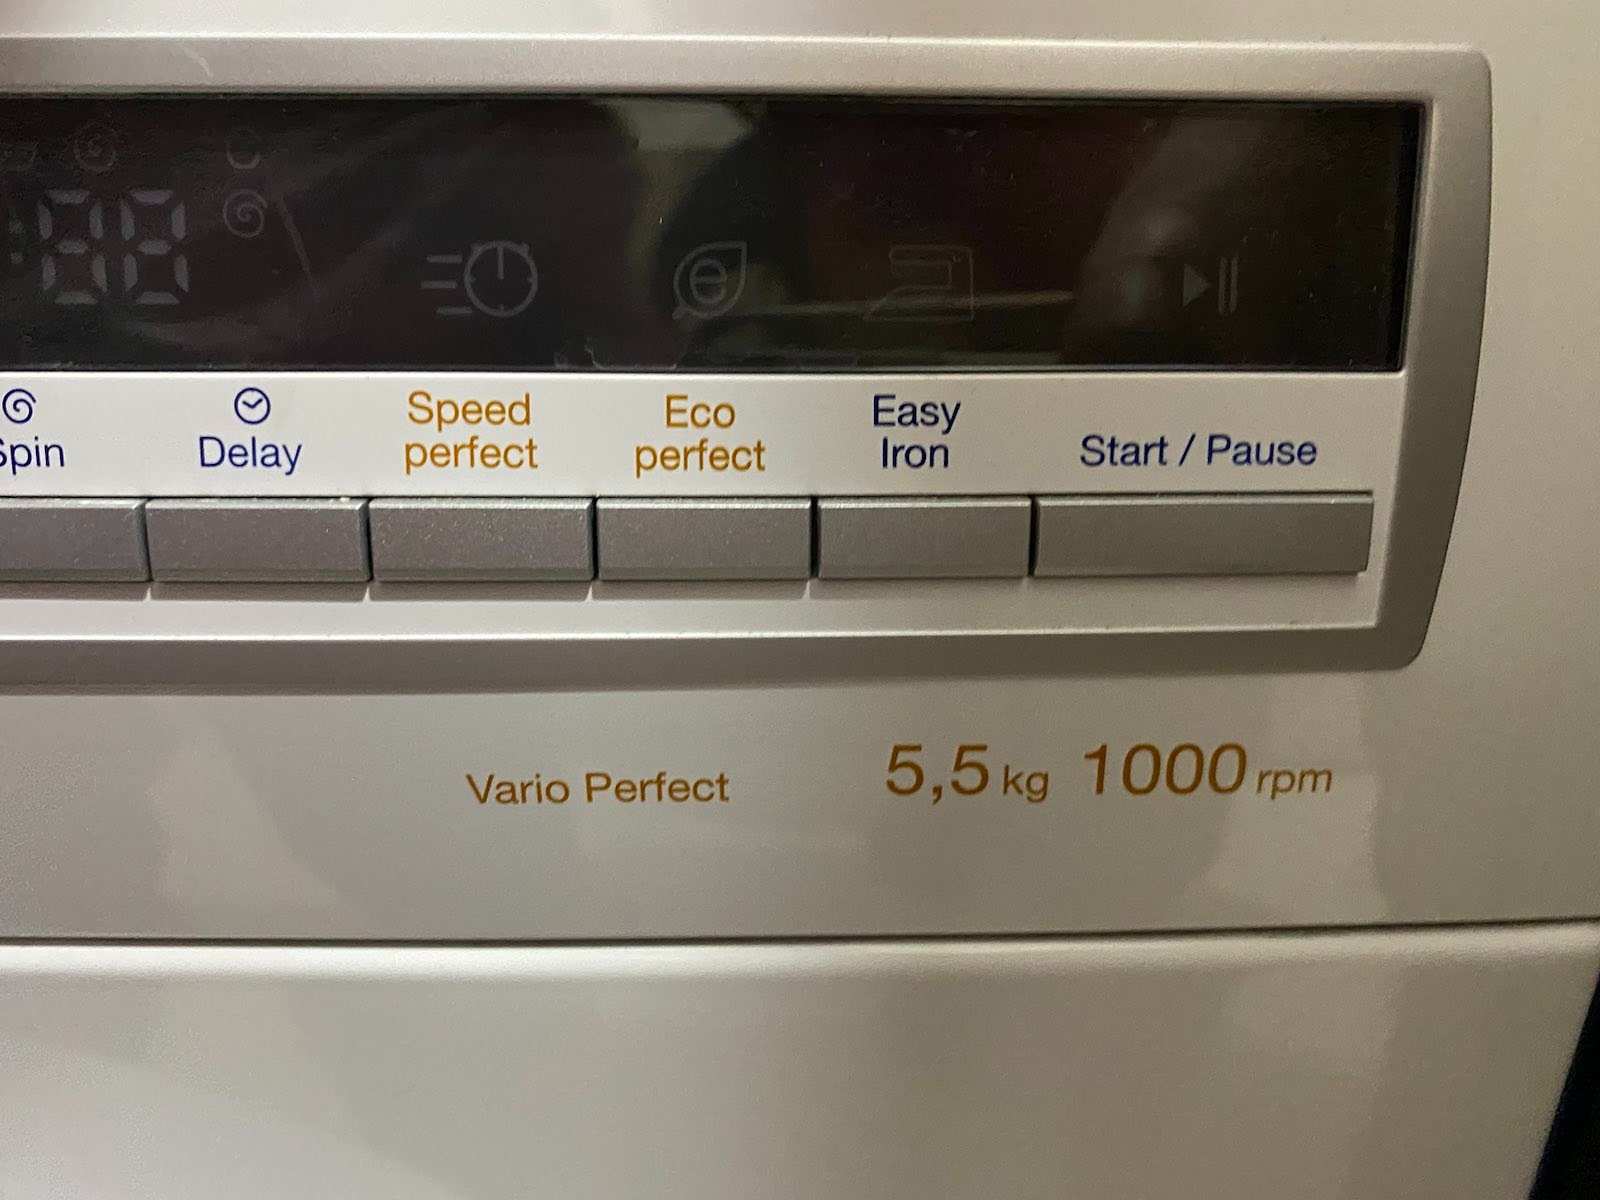 Spin
Delay
Speed
perfect
Eco
perfect
Easy
Iron
Start / Pause
Vario Perfect
5,5 kg 1000 rpm